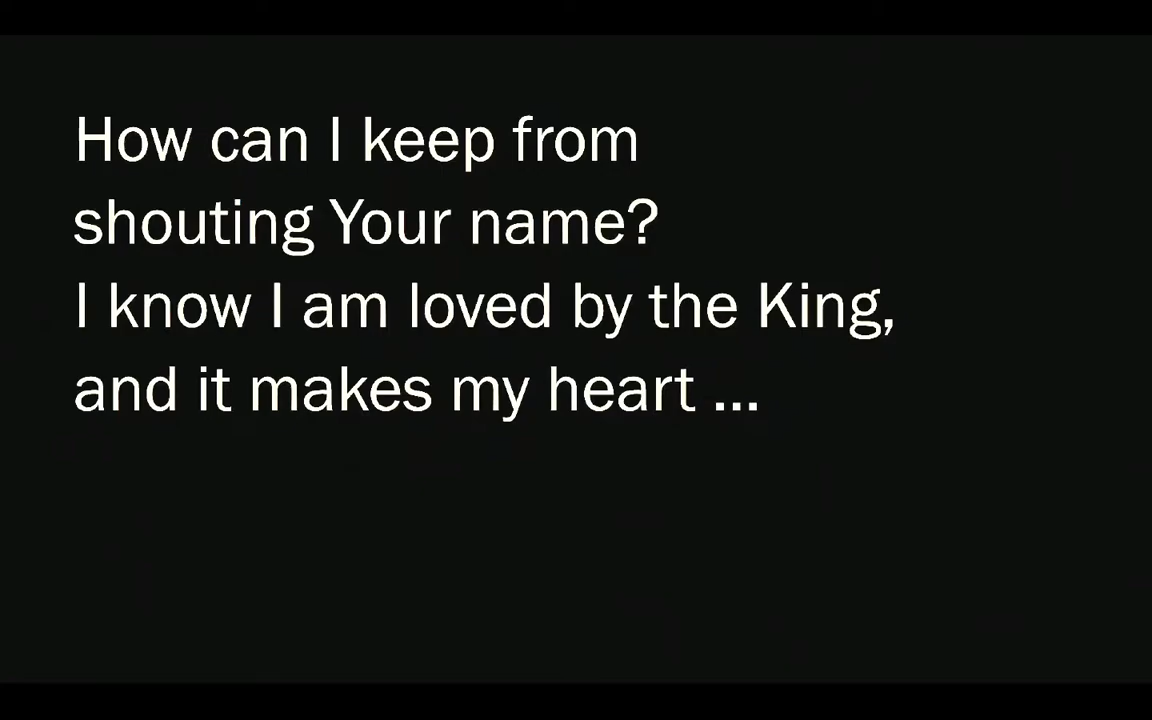 How can I keep from
shouting Your name?
I know I am loved by the King,
and it makes my heart ...